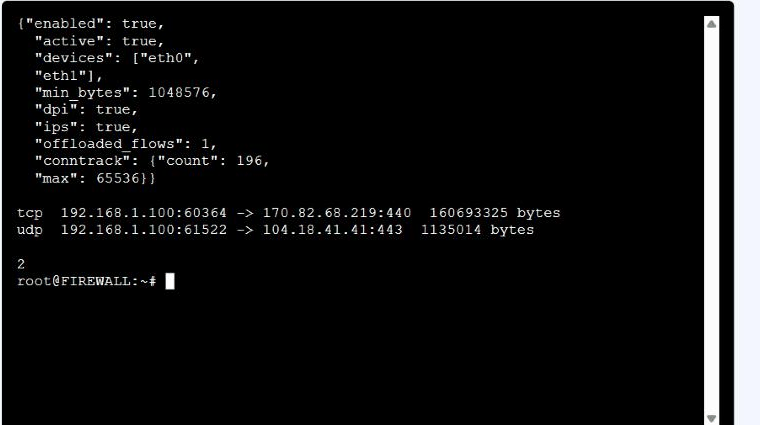 {"enabled": true,
"active": true,
"devices": ["eth0",
"eth1"],
"min_bytes": 1048576,
"dpi": true,
"ips": true,
"offloaded_flows": 1,
"conntrack": {"count": 196,
"max": 65536}}
tcp  192.168.1.100:60364 -> 170.82.68.219:440  160693325 bytes
udp  192.168.1.100:61522 -> 104.18.41.41:443  1135014 bytes
2
root@FIREWALL:~#